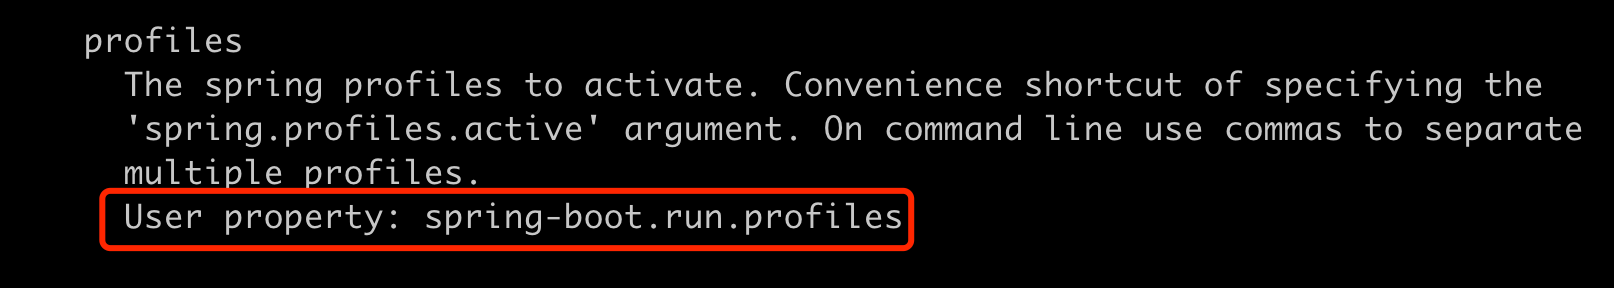 profiles
The spring profiles to activate. Convenience shortcut of specifying the
'spring.profiles.active' argument. On command line use commas to separate
multiple profiles.
User property: spring-boot.run.profiles